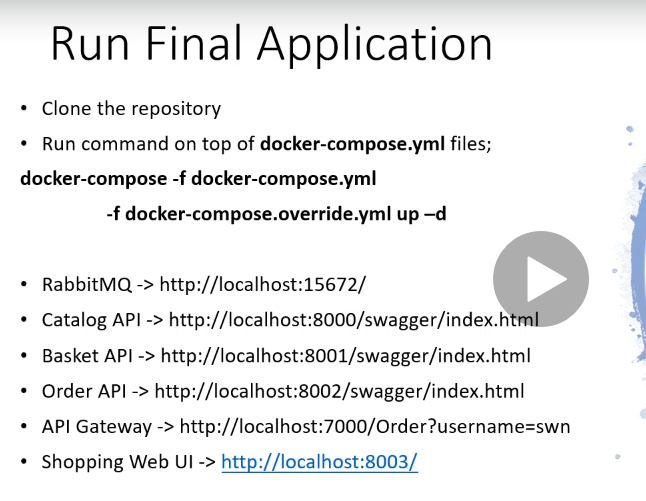 Run Final Application
• Clone the repository
• Run command on top of docker-compose.yml files;
docker-compose -f docker-compose.yml
-f docker-compose.override.yml up –d
• RabbitMQ -> http://localhost:15672/
• Catalog API -> http://localhost:8000/swagger/index.html
• Basket API -> http://localhost:8001/swagger/index.html
• Order API -> http://localhost:8002/swagger/index.html
• API Gateway -> http://localhost:7000/Order?username=swn
• Shopping Web UI -> http://localhost:8003/